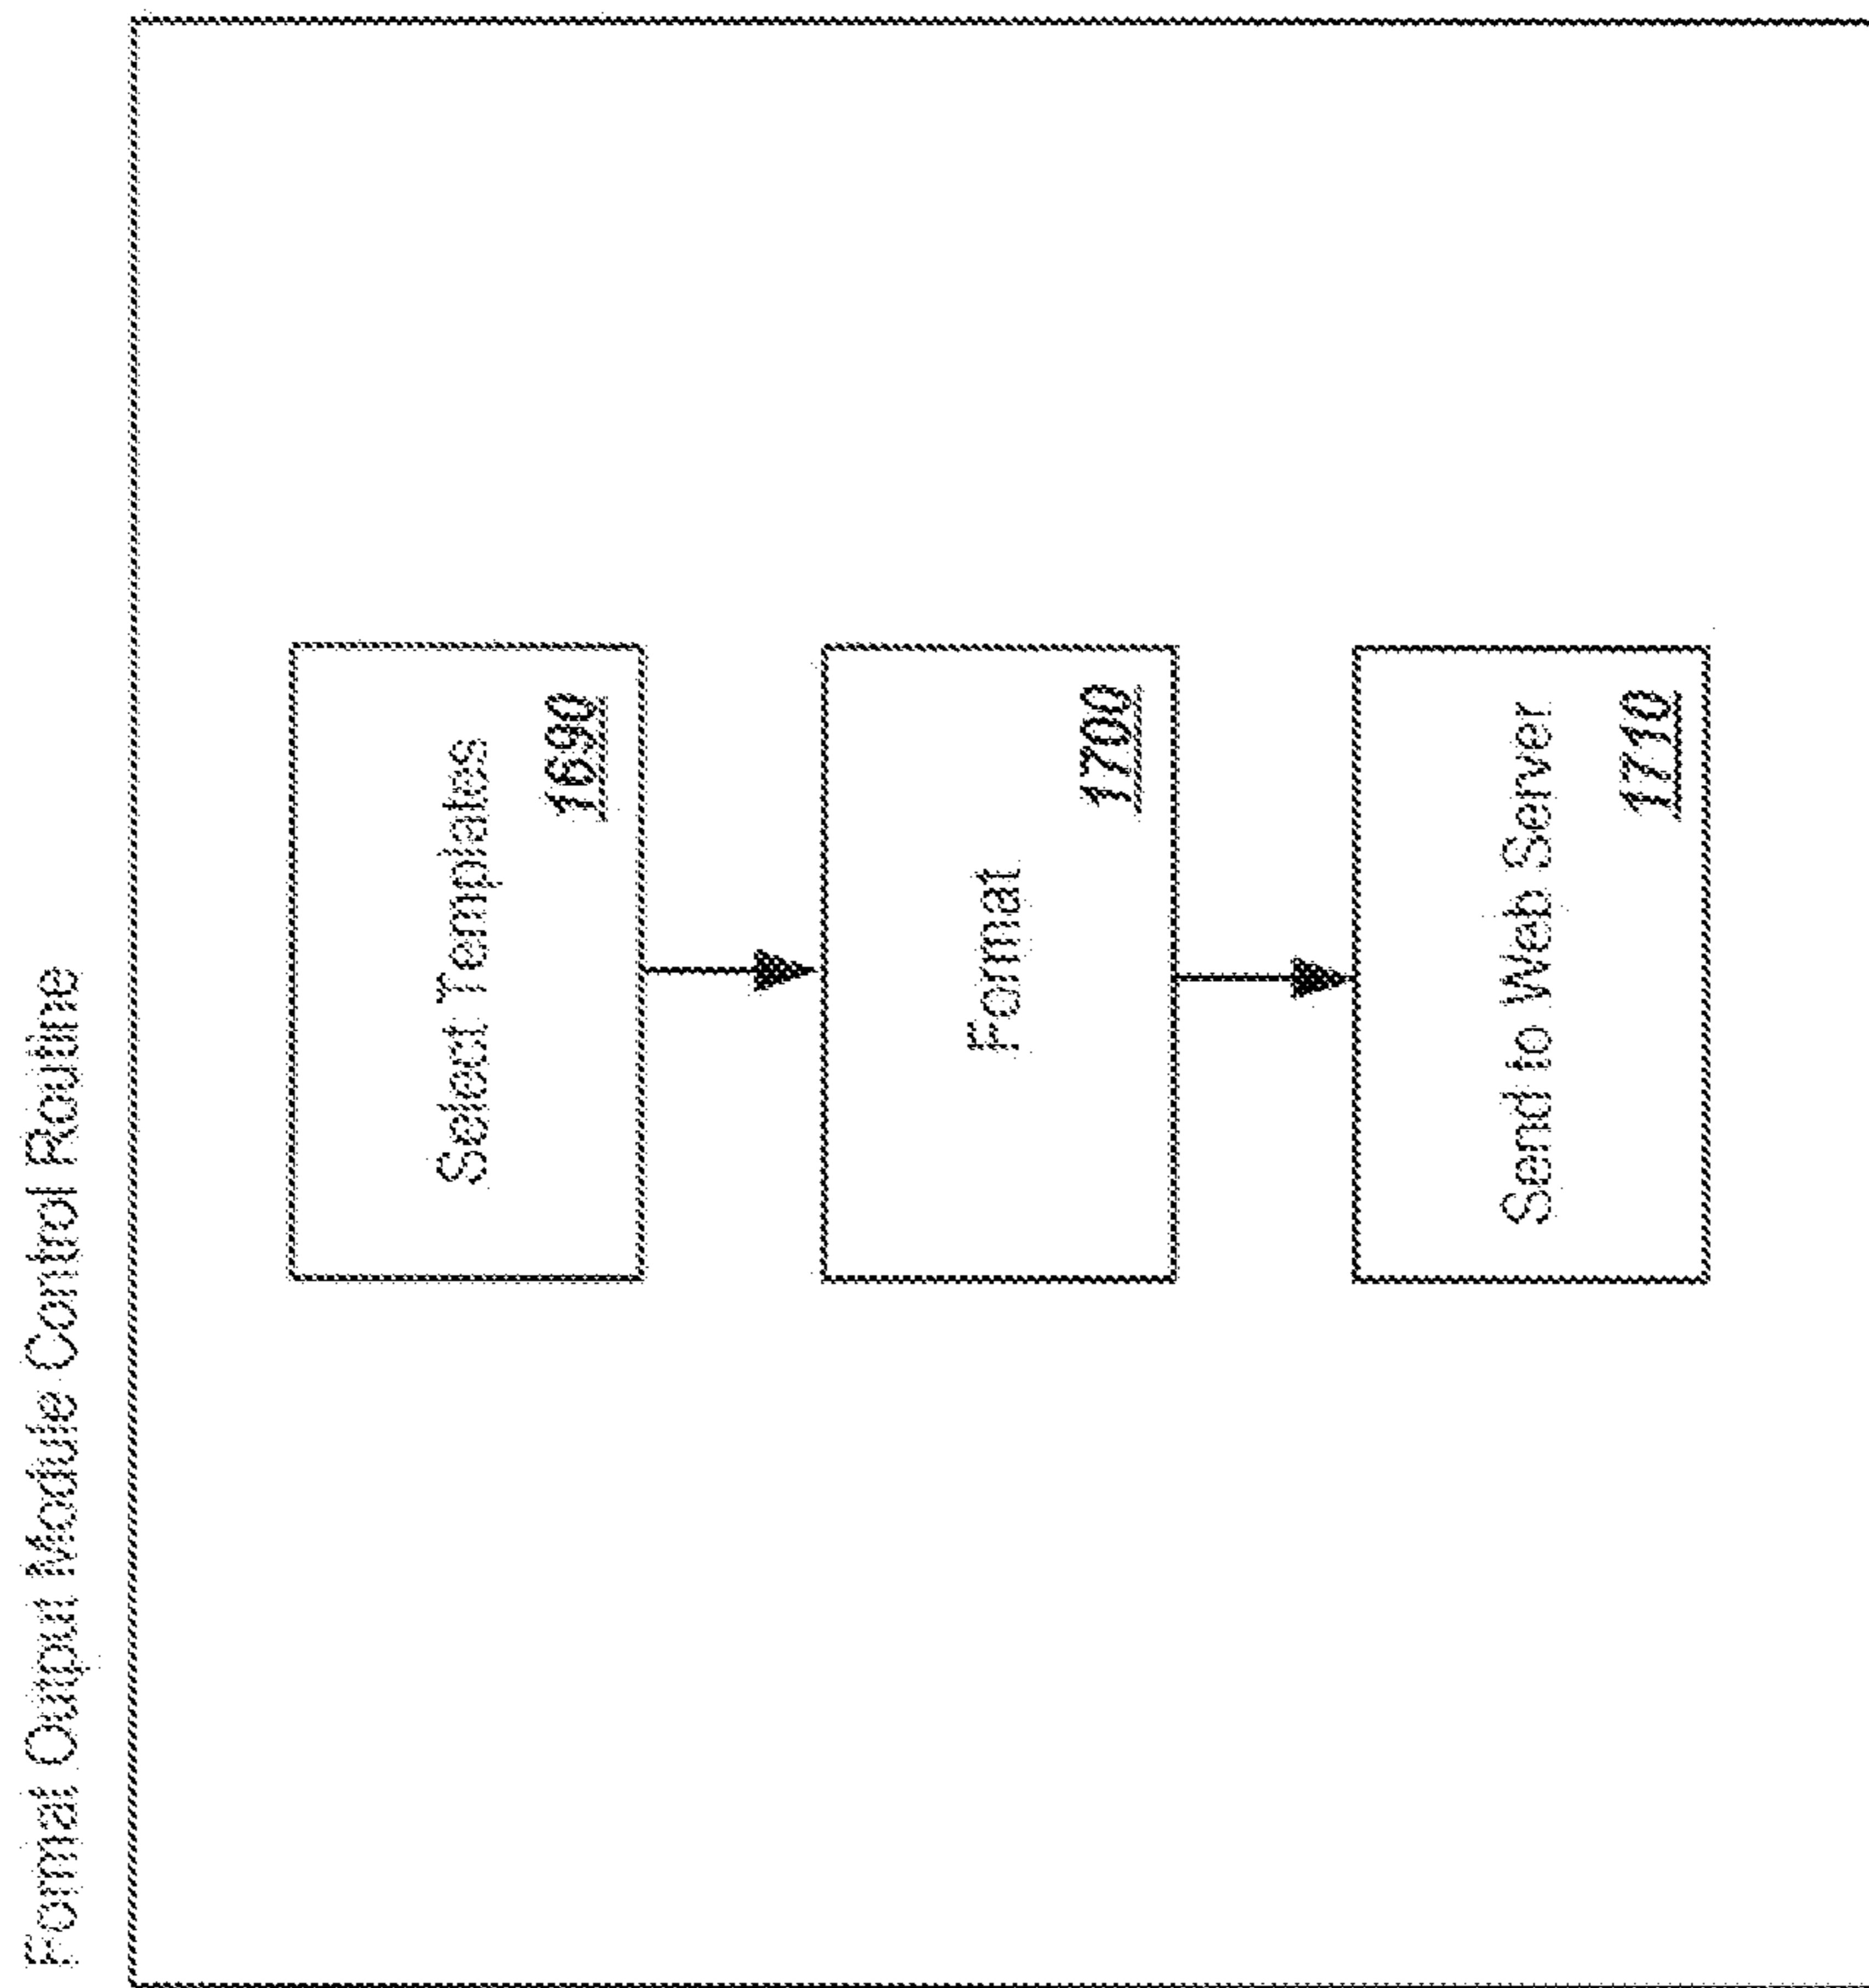 Format Output Module Control Routine
Select Templates
1690
Format
1700
Send to Web Server
1710